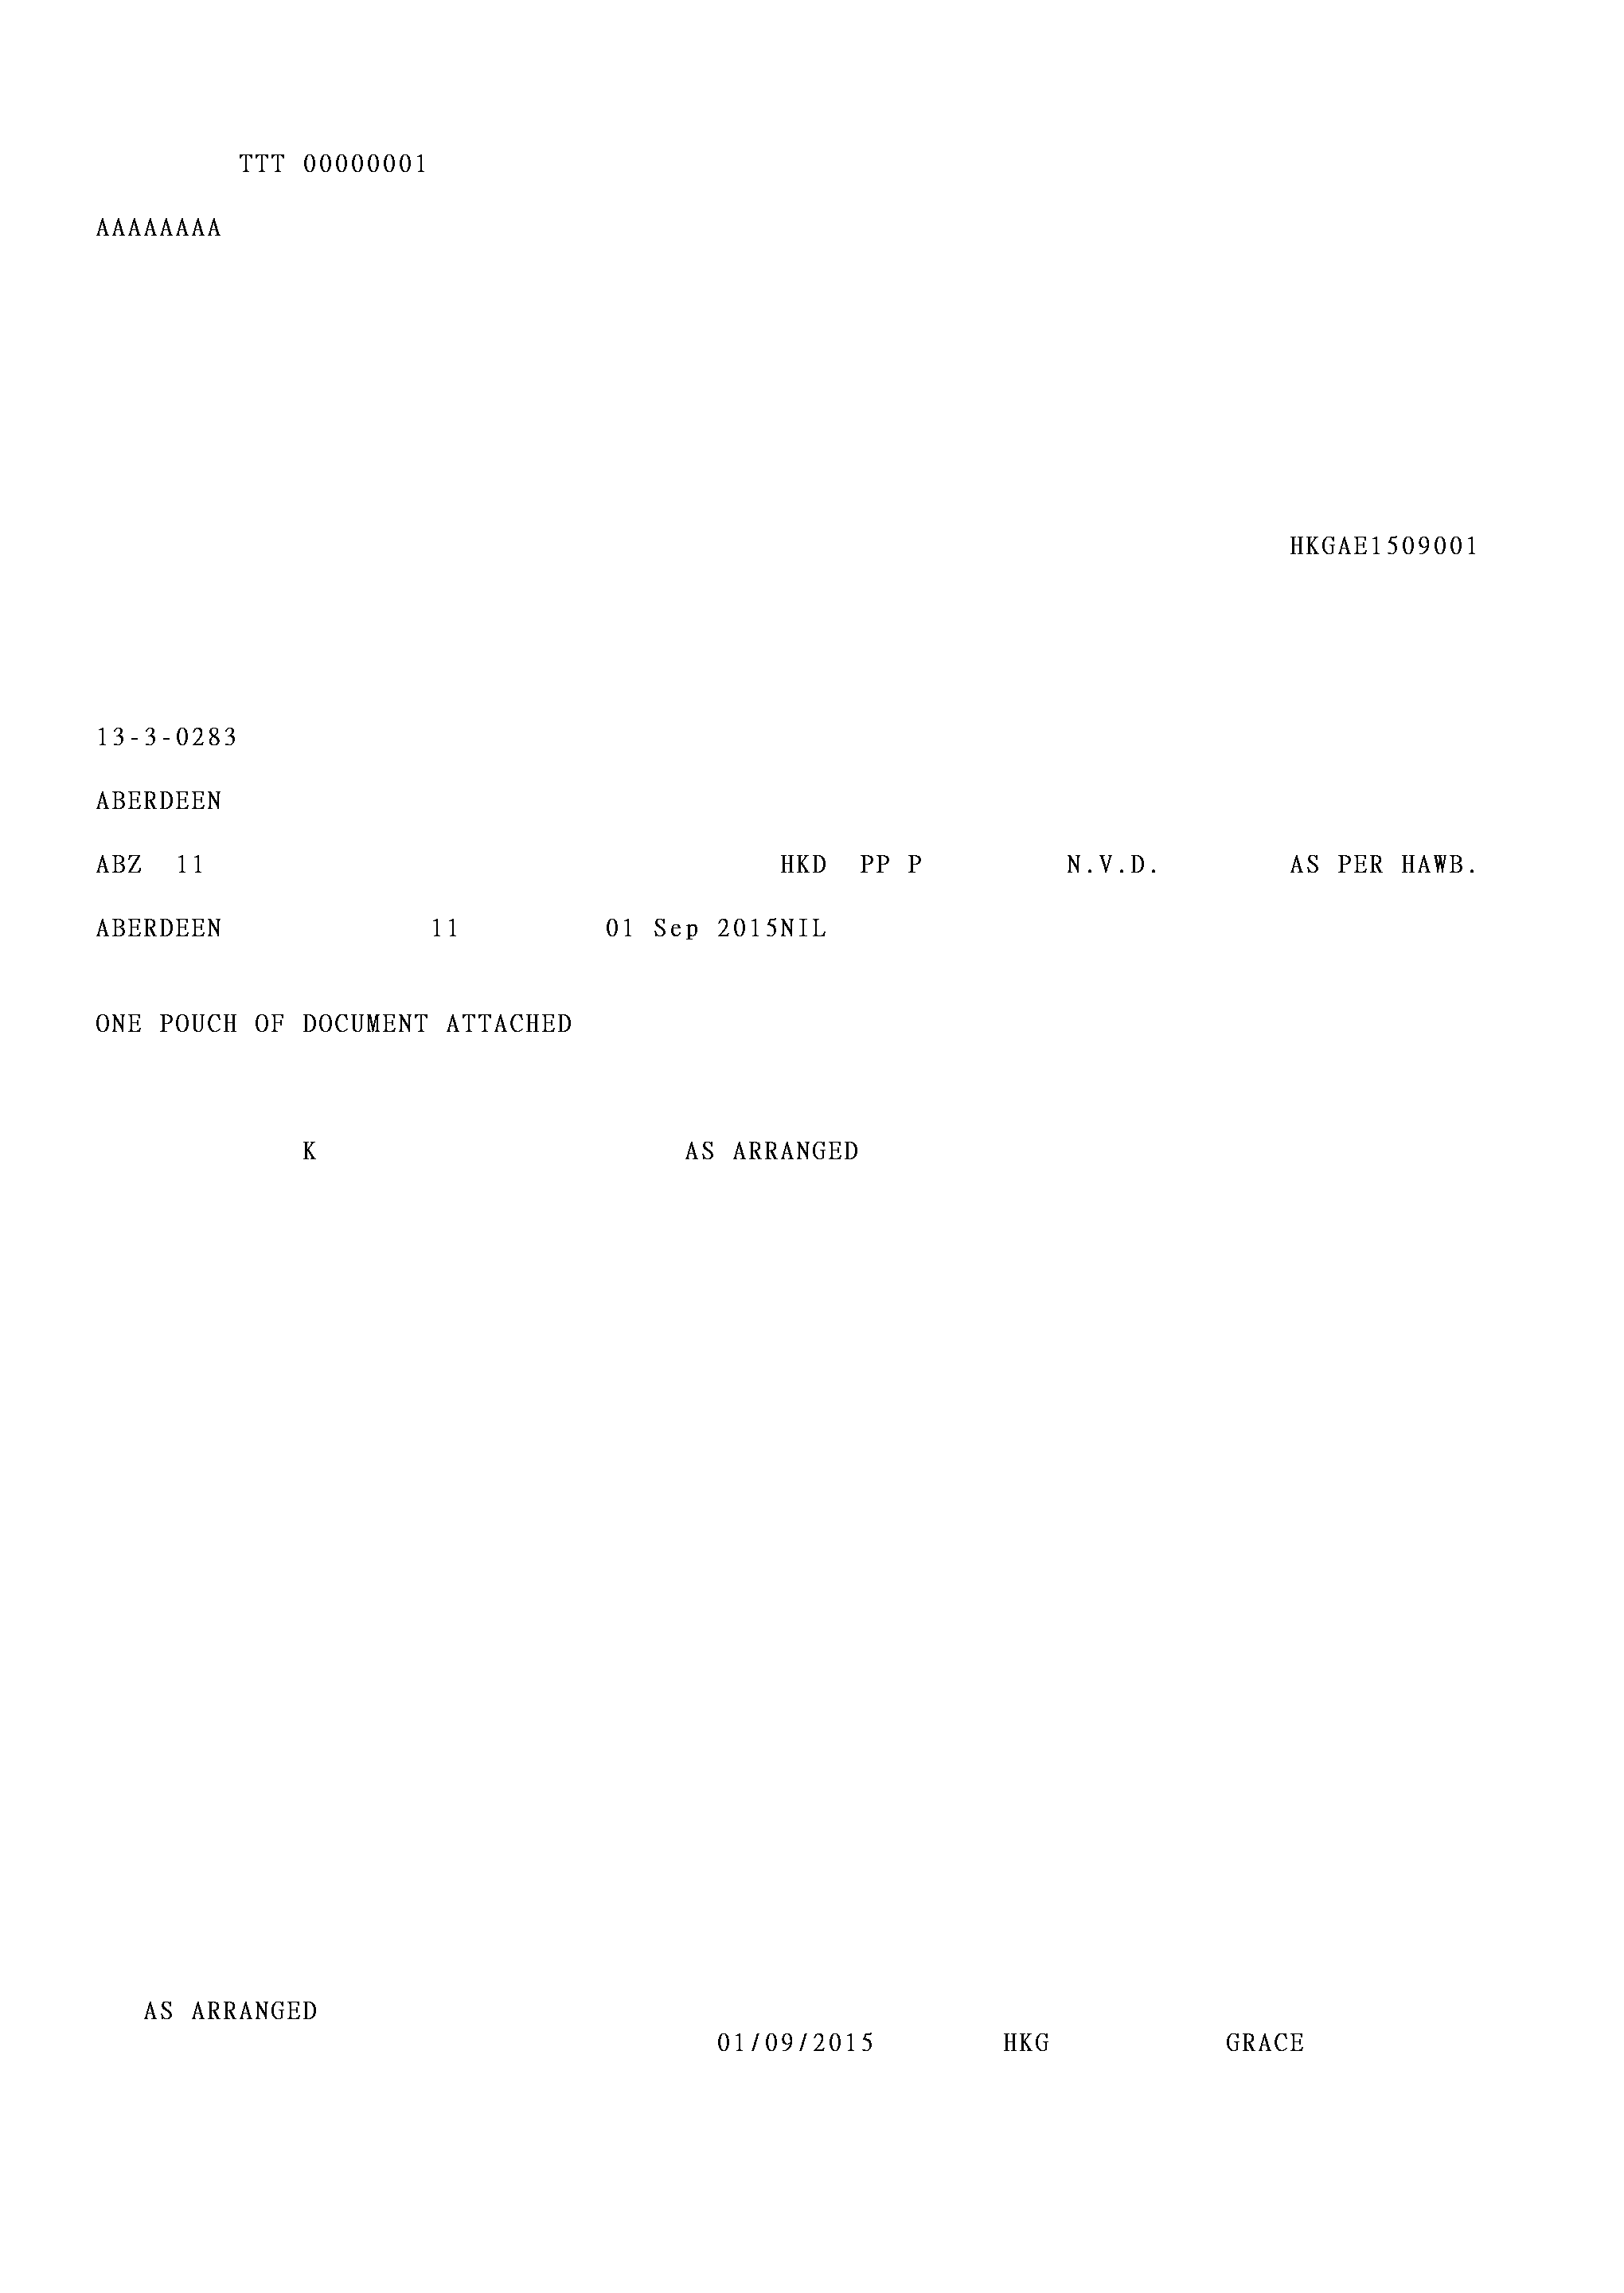 TTT 00000001
AAAAAAAA
HKGAE1509001
13-3-0283
ABERDEEN
ABZ 11 HKD PP P N.V.D. AS PER HAWB.
ABERDEEN 11 01 Sep 2015NIL
ONE POUCH OF DOCUMENT ATTACHED
K AS ARRANGED
AS ARRANGED
01/09/2015 HKG GRACE